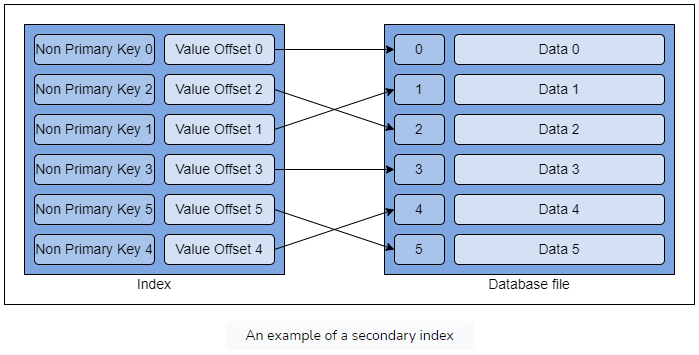 Non Primary Key 0 Value Offset 0 0 Data 0
Non Primary Key 2 Value Offset 2 1 Data 1
Non Primary Key 1 Value Offset 1 2 Data 2
Non Primary Key 3 Value Offset 3 3 Data 3
Non Primary Key 5 Value Offset 5 4 Data 4
Non Primary Key 4 Value Offset 4 5 Data 5
Index Database file
An example of a secondary index